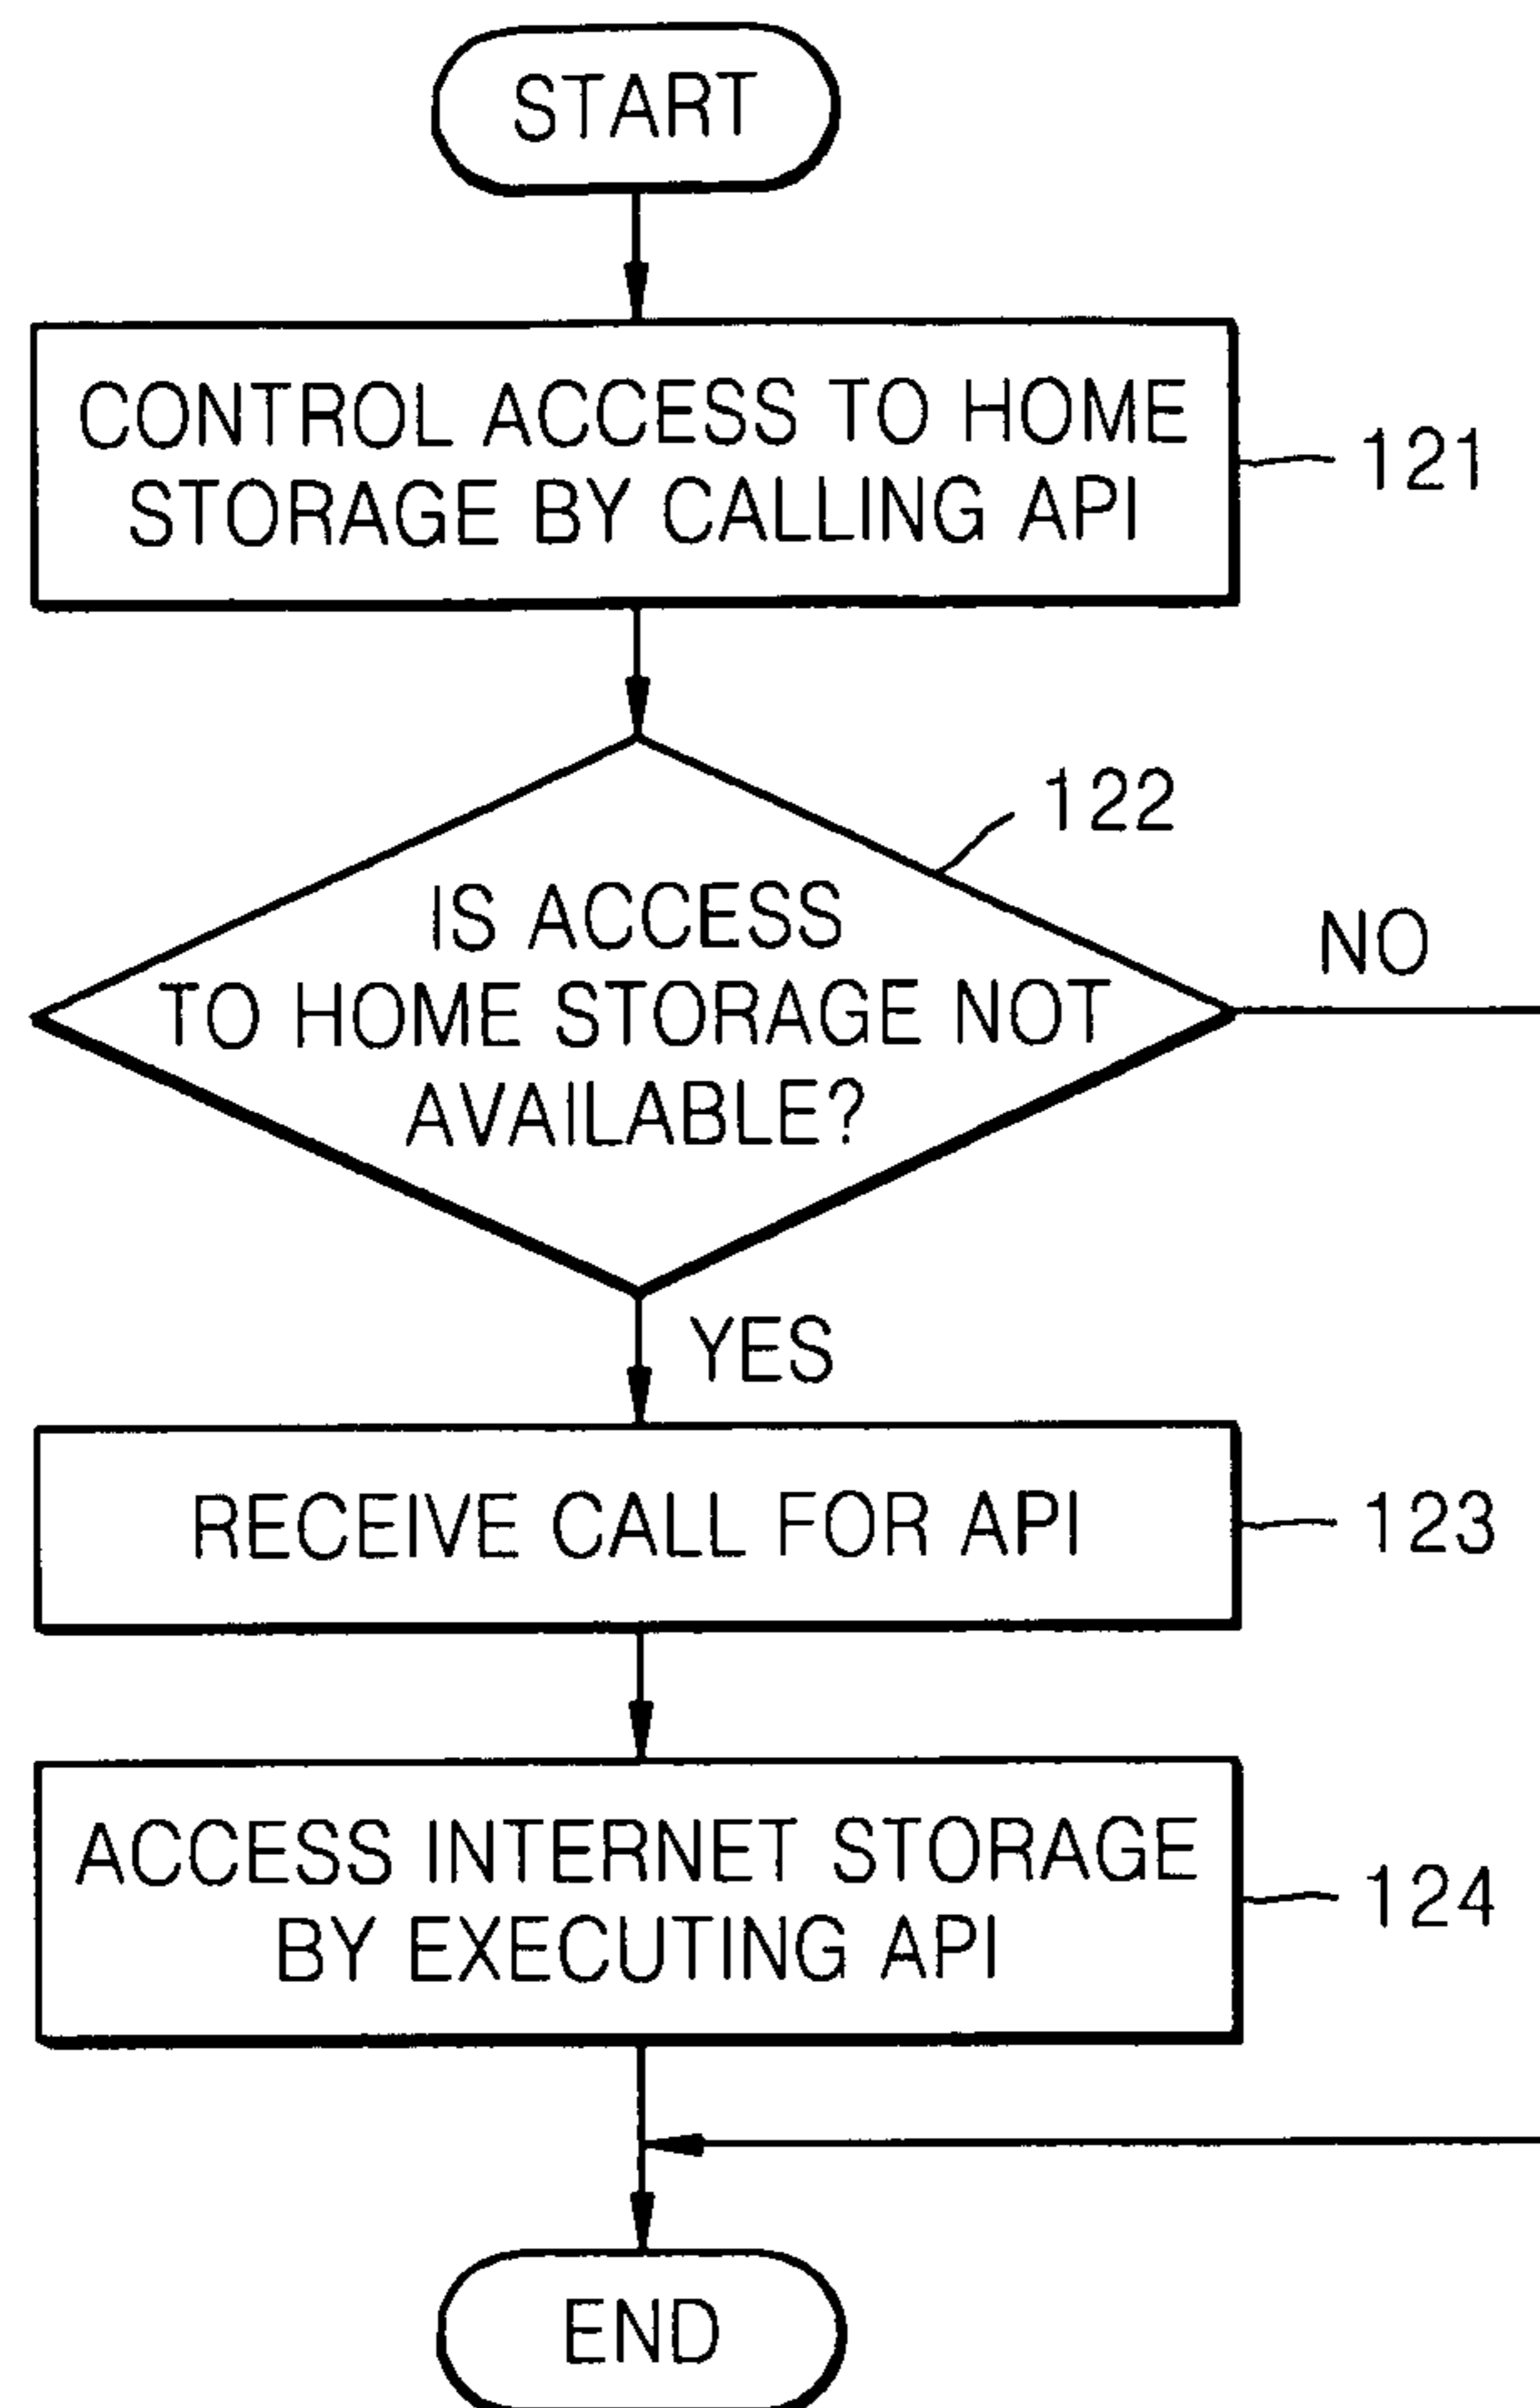 START
CONTROL ACCESS TO HOME
STORAGE BY CALLING API
121
122
IS ACCESS
TO HOME STORAGE NOT
AVAILABLE?
NO
YES
RECEIVE CALL FOR API
123
ACCESS INTERNET STORAGE
BY EXECUTING API
124
END